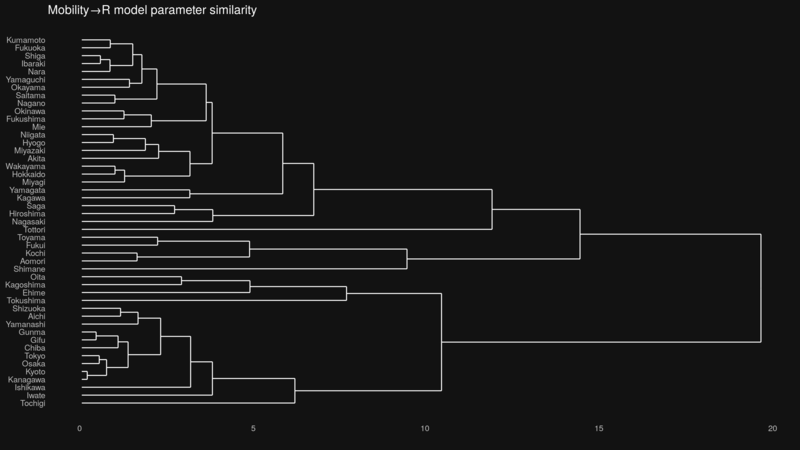 Mobility→R model parameter similarity
Kumamoto
Fukuoka
Shiga
Ibaraki
Nara
Yamaguchi
Okayama
Saitama
Nagano
Okinawa
Fukushima
Mie
Niigata
Hyogo
Miyazaki
Akita
Wakayama
Hokkaido
Miyagi
Yamagata
Kagawa
Saga
Hiroshima
Nagasaki
Tottori
Toyama
Fukui
Kochi
Aomori
Shimane
Oita
Kagoshima
Ehime
Tokushima
Shizuoka
Aichi
Yamanashi
Gunma
Gifu
Chiba
Tokyo
Osaka
Kyoto
Kanagawa
Ishikawa
Iwate
Tochigi
0 5 10 15 20